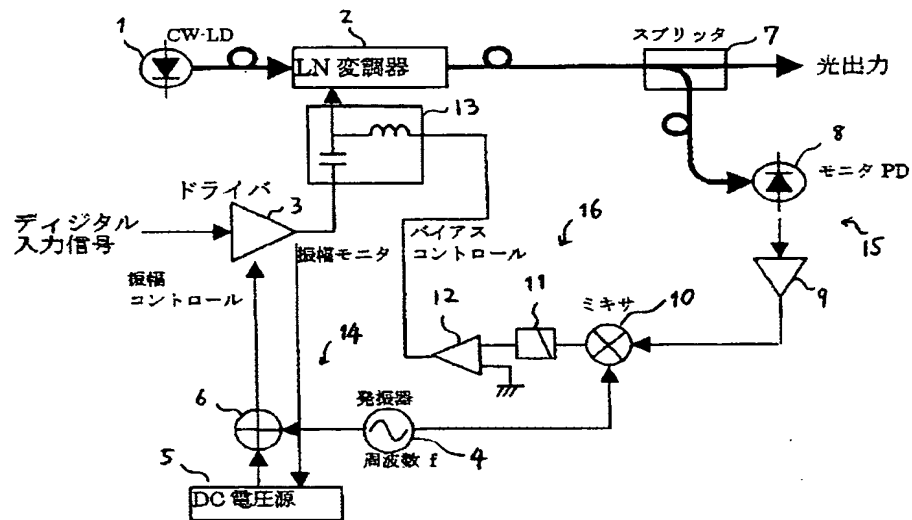 1
CW-LD
2
LN 変調器
スプリッタ
7
光出力
13
8
モニタ PD
ドライバ
3
ディジタル
入力信号
振幅モニタ
バイアス
コントロール
16
15
振幅
コントロール
12
11
ミキサ
10
9
14
6
発振器
周波数 f
4
5
DC 電圧源